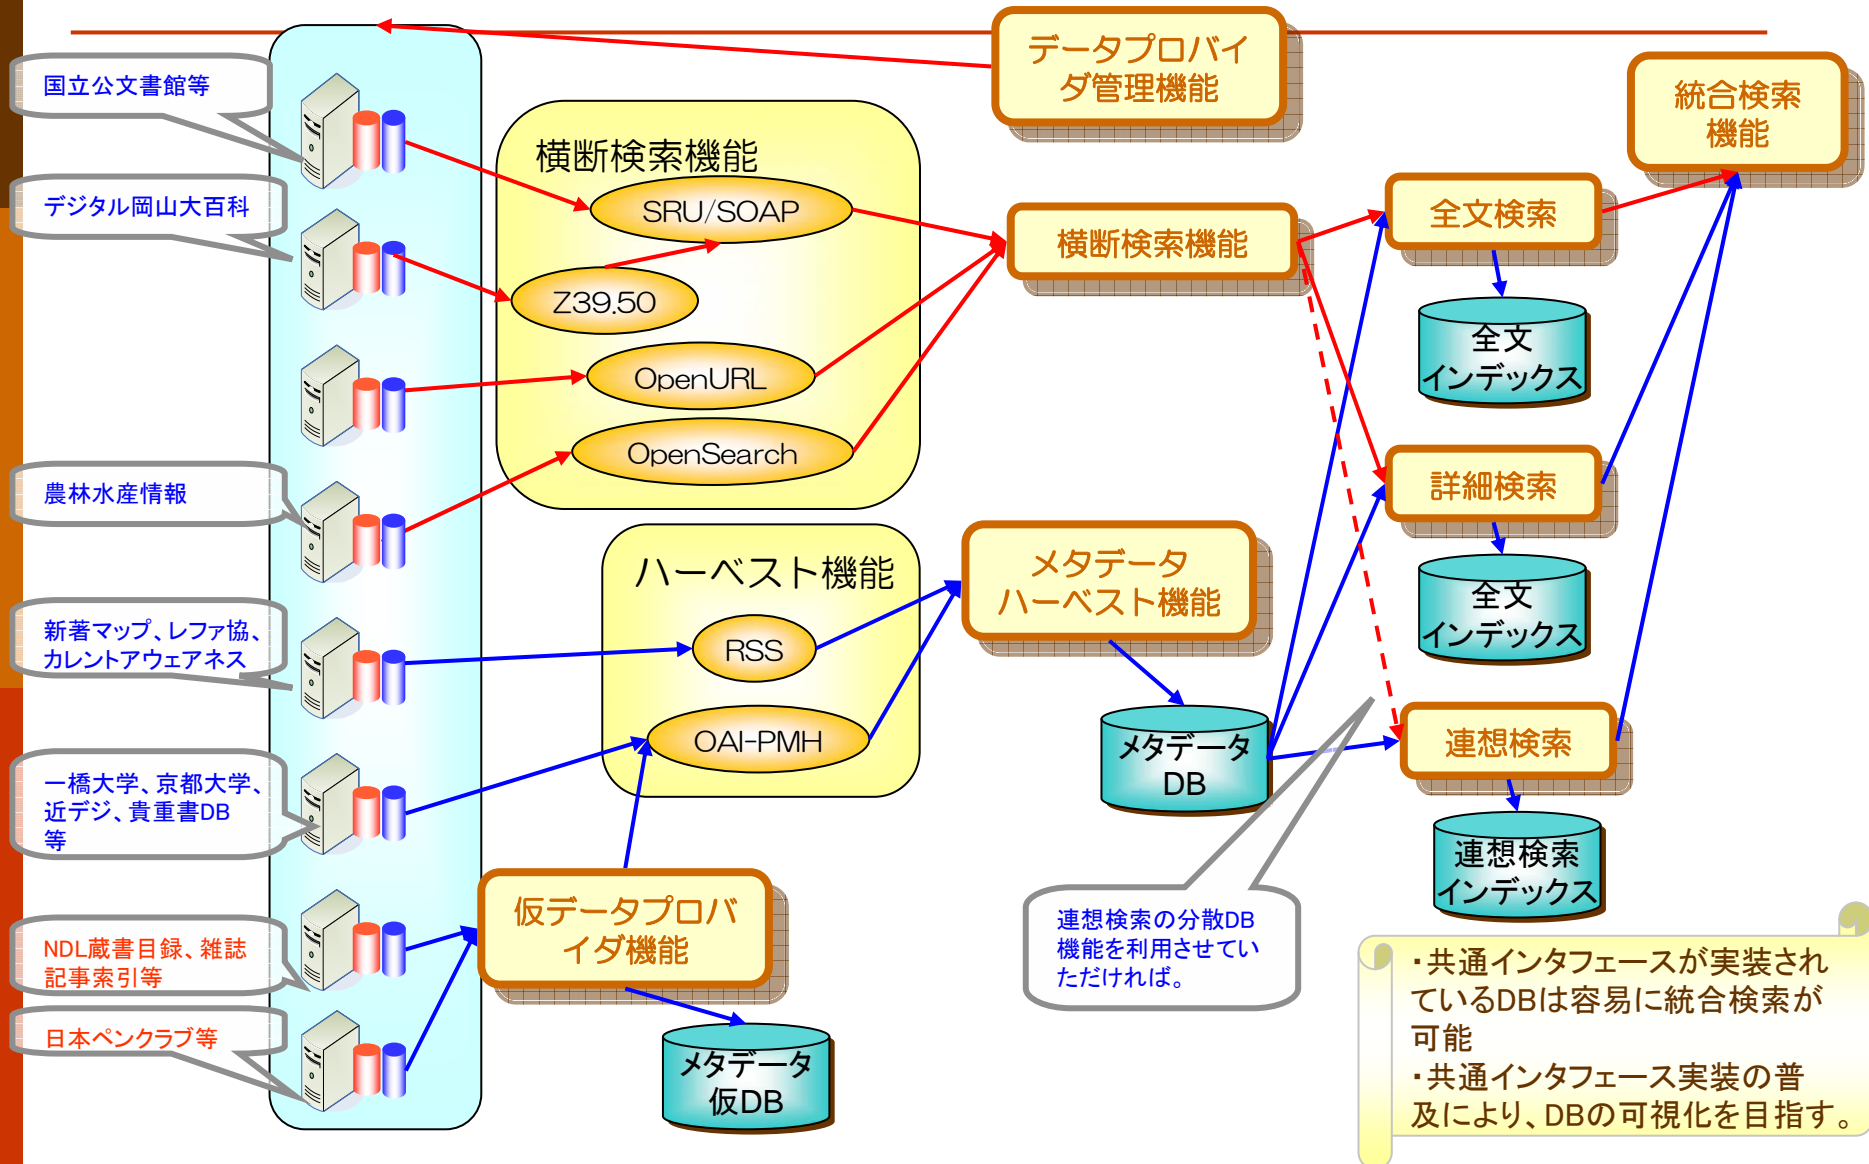 データプロバイ
ダ管理機能
統合検索
機能
国立公文書館等
横断検索機能
デジタル岡山大百科
SRU/SOAP
横断検索機能
全文検索
Z39.50
全文
インデックス
OpenURL
OpenSearch
農林水産情報
詳細検索
ハーベスト機能
メタデータ
ハーベスト機能
全文
インデックス
新著マップ、レファ協、
カレントアウェアネス
RSS
OAI-PMH
メタデータ
DB
連想検索
一橋大学、京都大学、
近デジ、貴重書DB
等
連想検索
インデックス
仮データプロバ
イダ機能
連想検索の分散DB
機能を利用させてい
ただければ。
NDL蔵書目録、雑誌
記事索引等
日本ペンクラブ等
メタデータ
仮DB
・共通インタフェースが実装され
ているDBは容易に統合検索が
可能
・共通インタフェース実装の普
及により、DBの可視化を目指す。